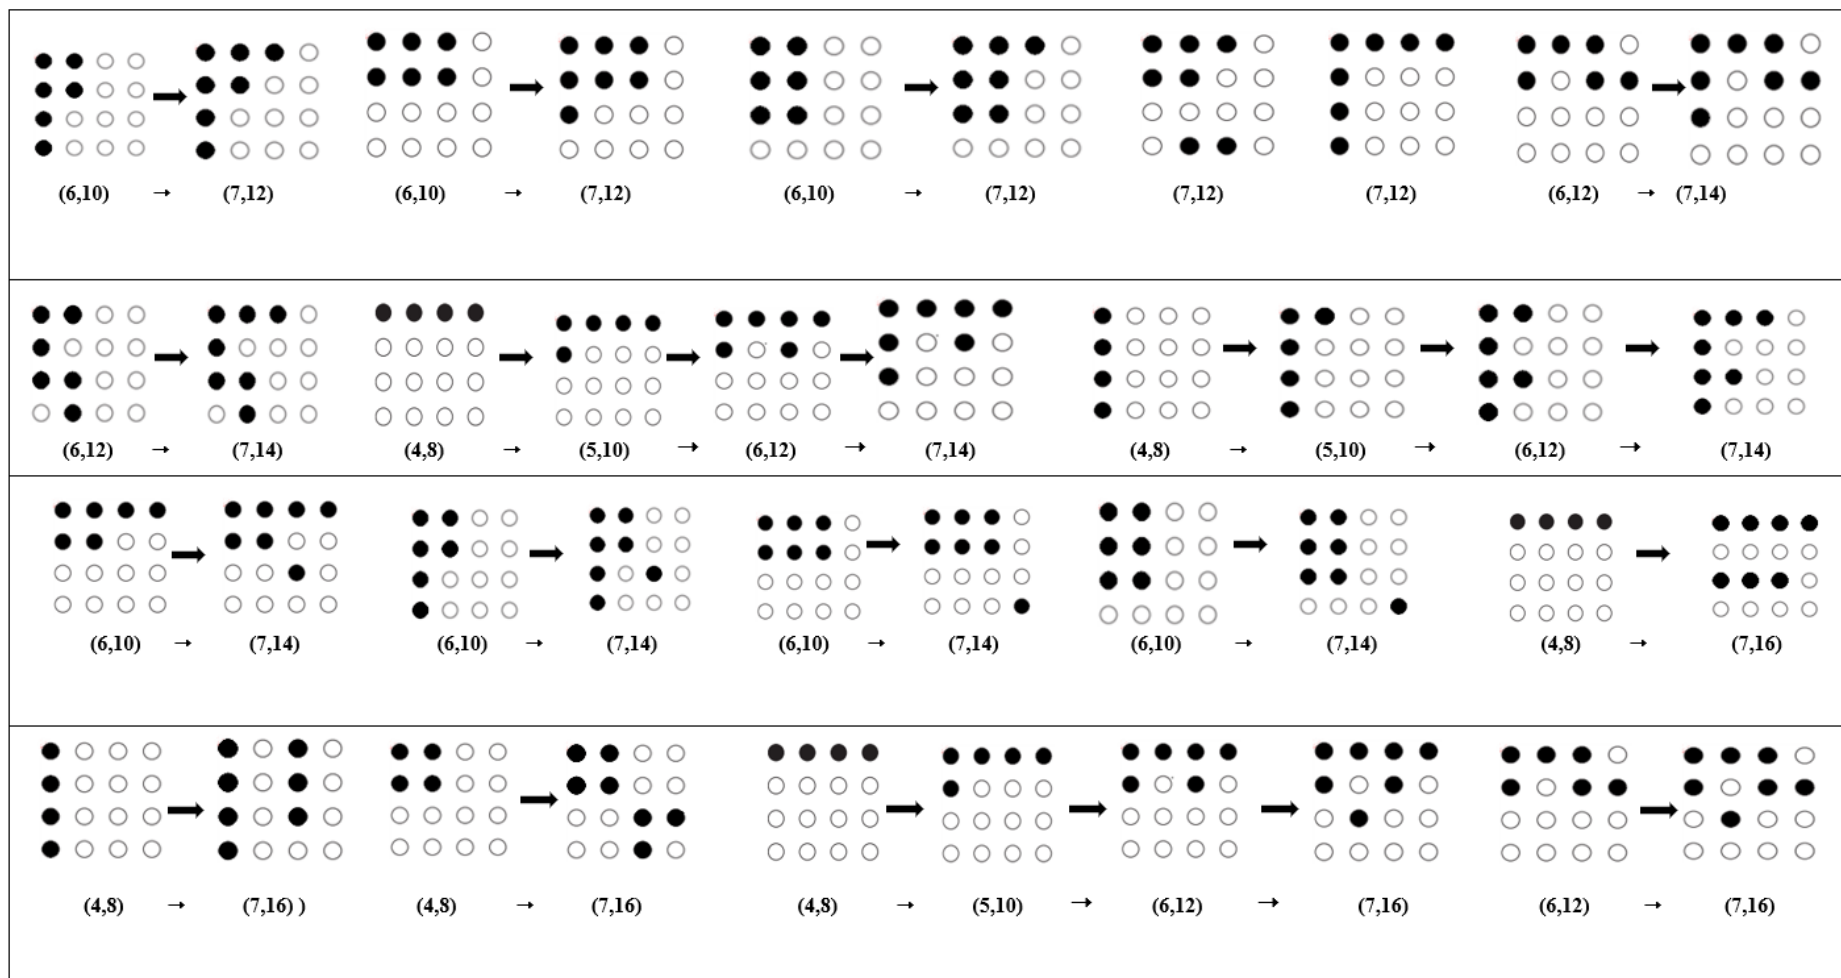 (6,10) → (7,12) (6,10) → (7,12) (6,10) → (7,12) (7,12) (7,12) (6,12) → (7,14)
(6,12) → (7,14) (4,8) → (5,10) → (6,12) → (7,14) (4,8) → (5,10) → (6,12) → (7,14)
(6,10) → (7,14) (6,10) → (7,14) (6,10) → (7,14) (6,10) → (7,14) (4,8) → (7,16)
(4,8) → (7,16) ) (4,8) → (7,16) (4,8) → (5,10) → (6,12) → (7,16) (6,12) → (7,16)